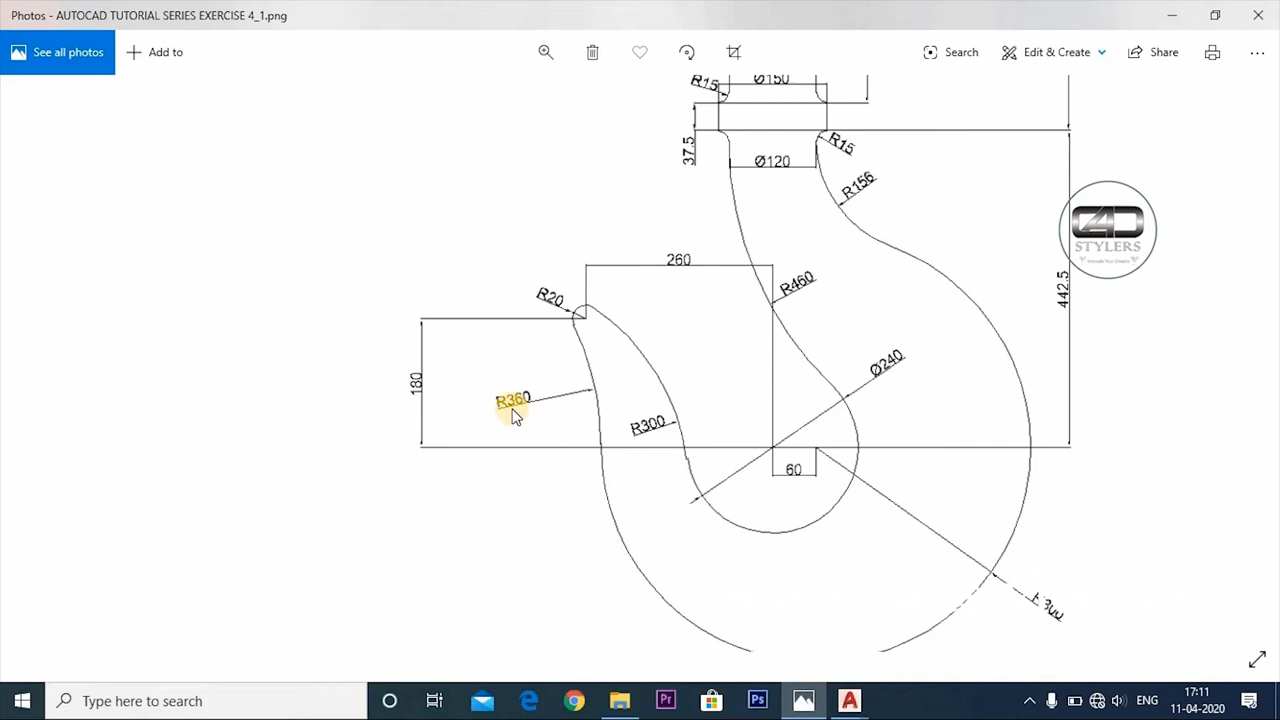 Photos - AUTOCAD TUTORIAL SERIES EXERCISE 4_1.png
See all photos
Add to
Search
Edit & Create
Share
R15
Ø150
37.5
Ø120
R15
R156
STYLERS
260
R460
442.5
R20
180
R360
R300
Ø240
60
Type here to search
Pr
Ps
ENG
17:11
11-04-2020